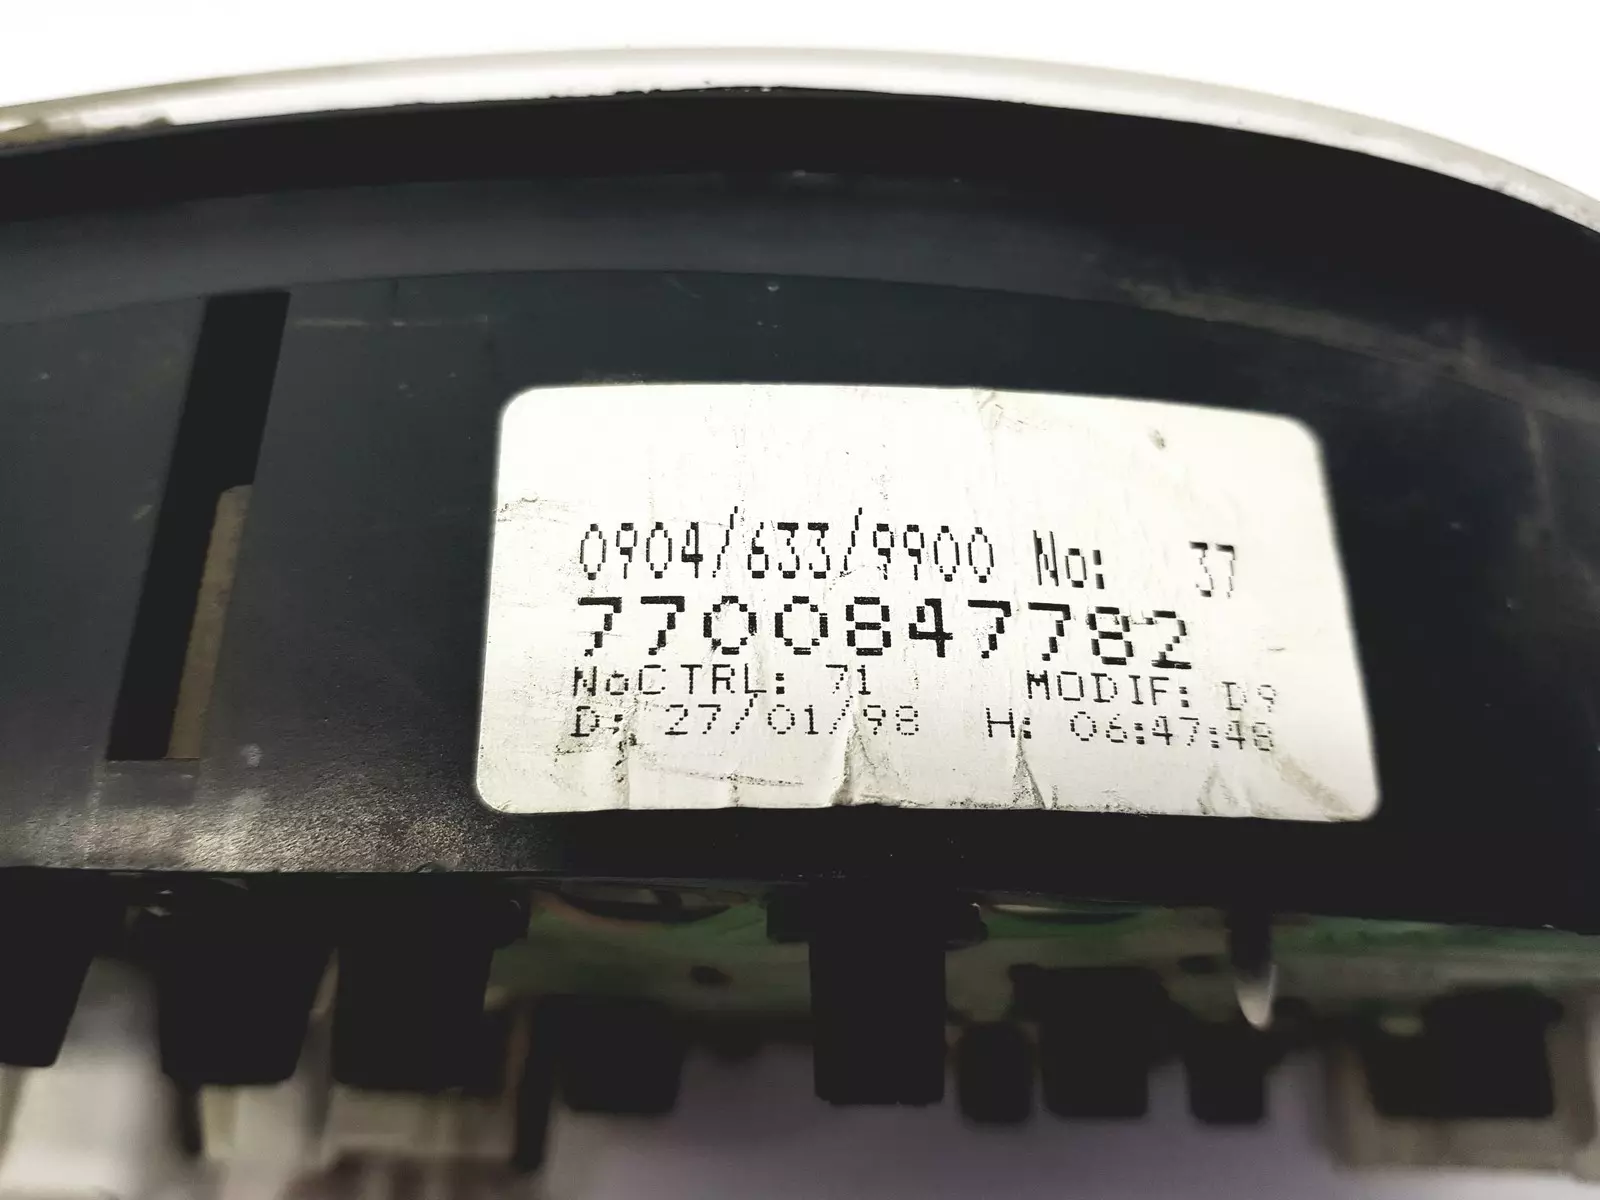 0904/633/9900 No: 37
7700847782
NoCTRL: 71 MODIF: D9
D: 27/01/98 H: 06:47:48